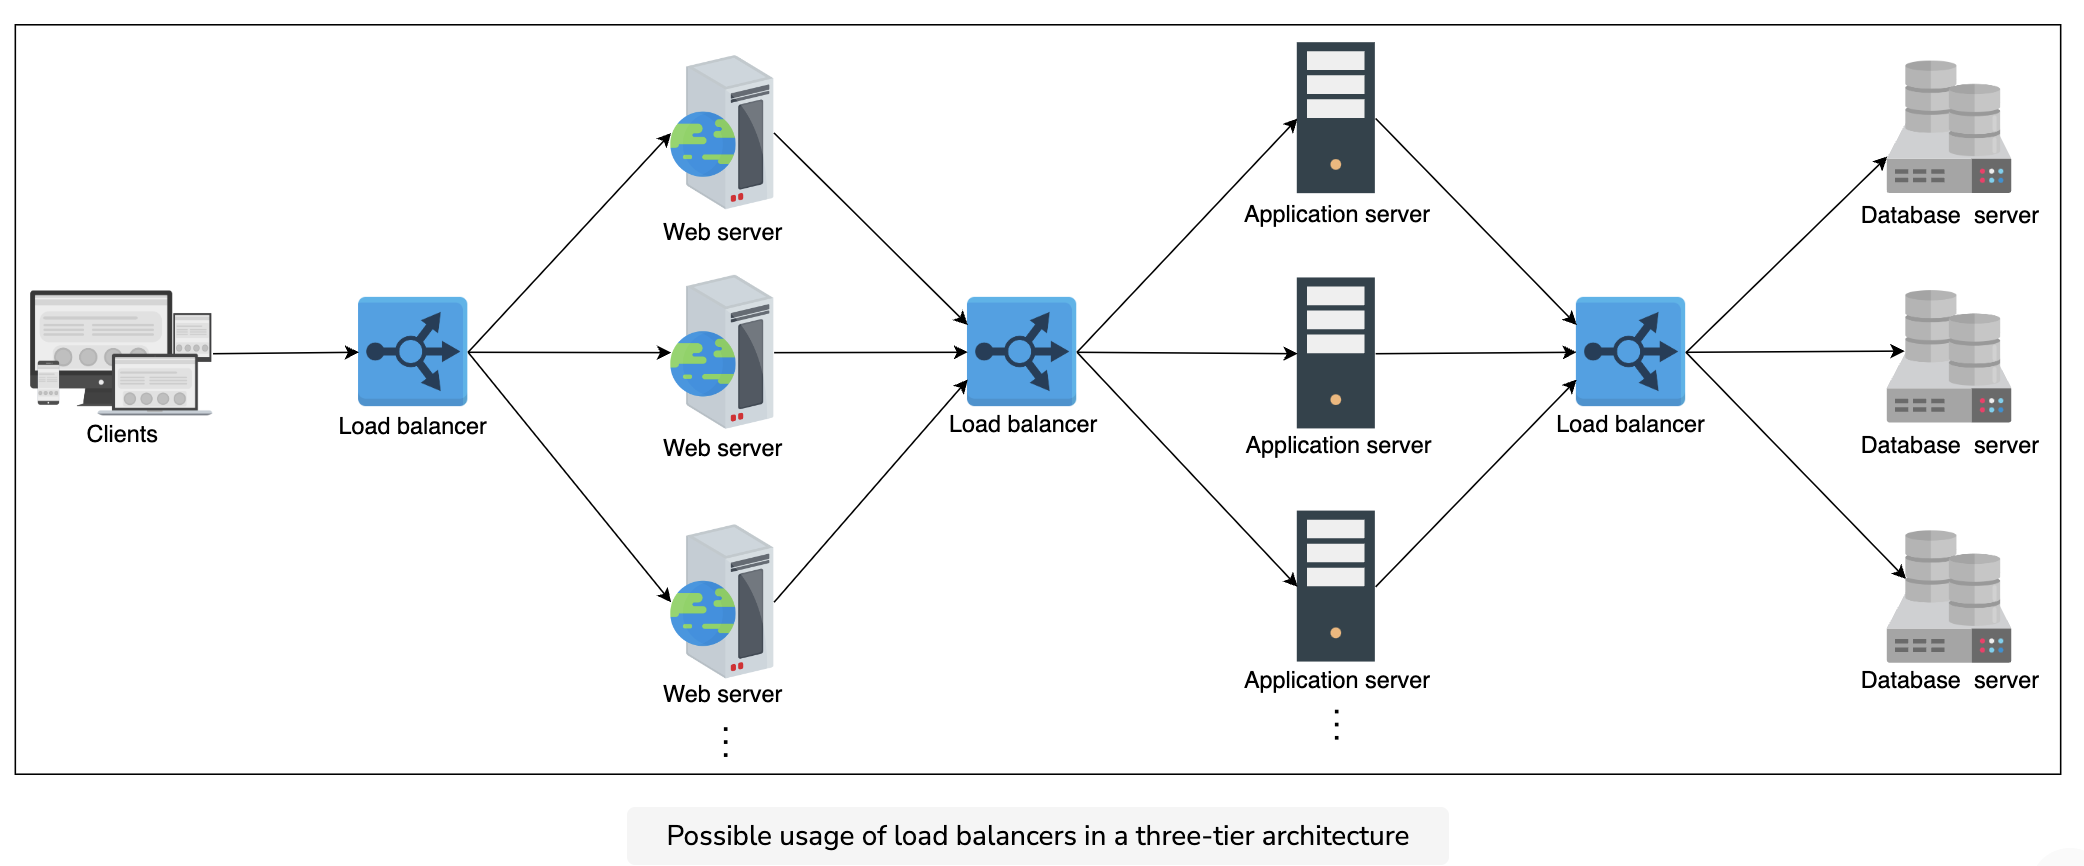 Clients
Load balancer
Web server
Web server
Web server
Load balancer
Application server
Application server
Application server
Load balancer
Database server
Database server
Database server
Possible usage of load balancers in a three-tier architecture